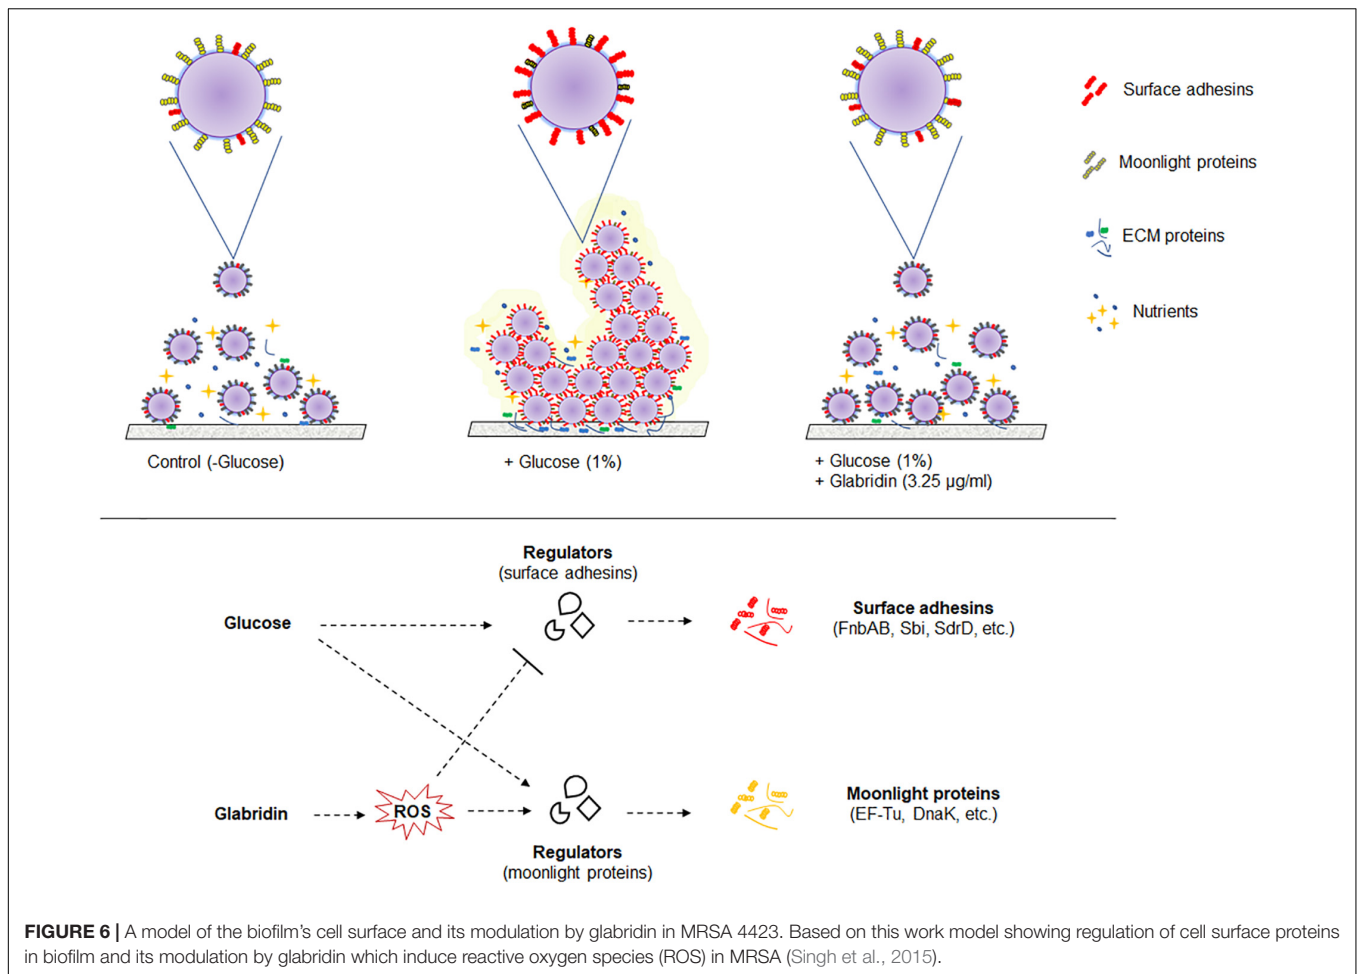 Surface adhesins
Moonlight proteins
ECM proteins
Nutrients
Control (-Glucose)
+ Glucose (1%)
+ Glucose (1%)
+ Glabridin (3.25 µg/ml)
Regulators
(surface adhesins)
Glucose
Surface adhesins
(FnbAB, Sbi, SdrD, etc.)
Glabridin
ROS
Moonlight proteins
(EF-Tu, DnaK, etc.)
Regulators
(moonlight proteins)
FIGURE 6 | A model of the biofilm's cell surface and its modulation by glabridin in MRSA 4423. Based on this work model showing regulation of cell surface proteins
in biofilm and its modulation by glabridin which induce reactive oxygen species (ROS) in MRSA (Singh et al., 2015).